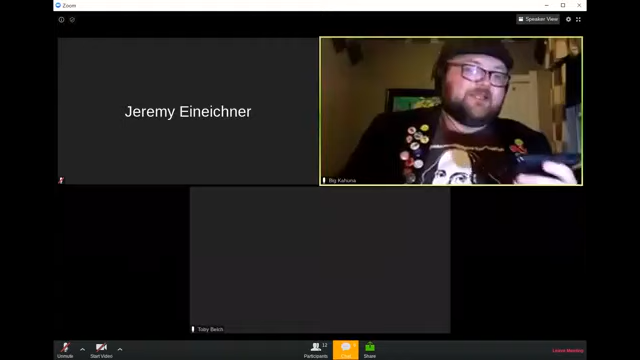 Zoom
Speaker View
Jeremy Eineichner
Big Kahuna
Toby Belch
12
Unmute
Start Video
Participants
Chat
Share
Leave Meeting